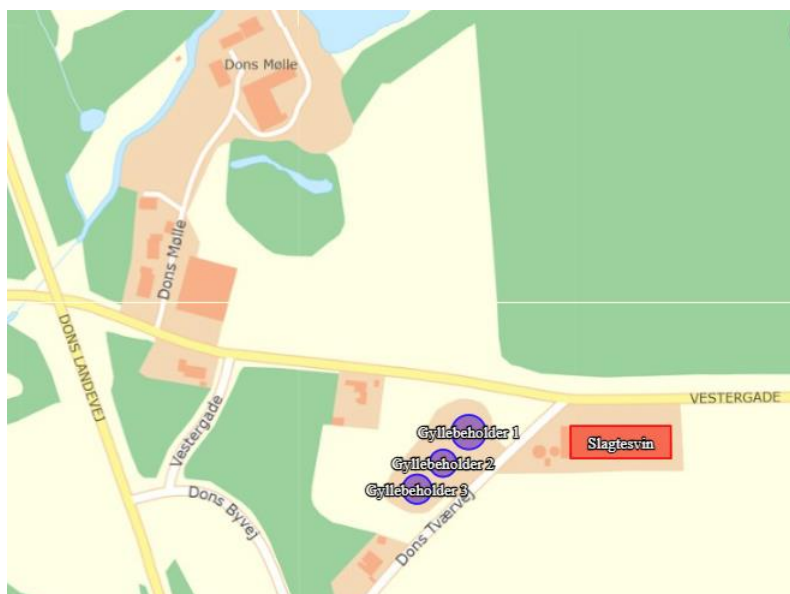 Dons Mølle
Dons Mølle
DONS LANDEVEJ
VESTERGADE
Gyllebeholder 1
Slagtesvin
Vestergade
Gyllebeholder 2
Gyllebeholder 3
Dons Byvej
Dons Tværvej